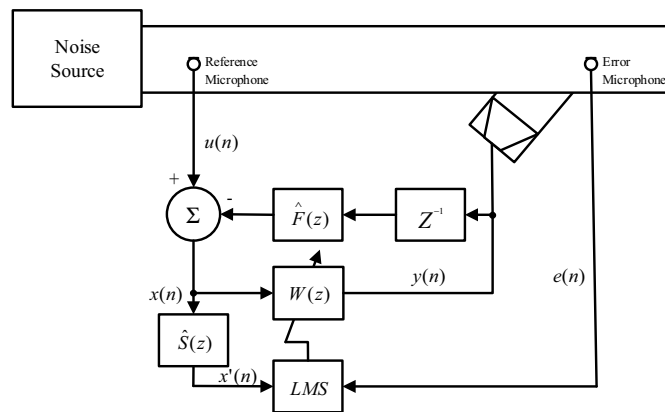 Noise
Source
Reference
Microphone
Error
Microphone
u(n)
+
-
Σ
F̂(z)
Z⁻¹
x(n)
W(z)
y(n)
e(n)
Ŝ(z)
x'(n)
LMS